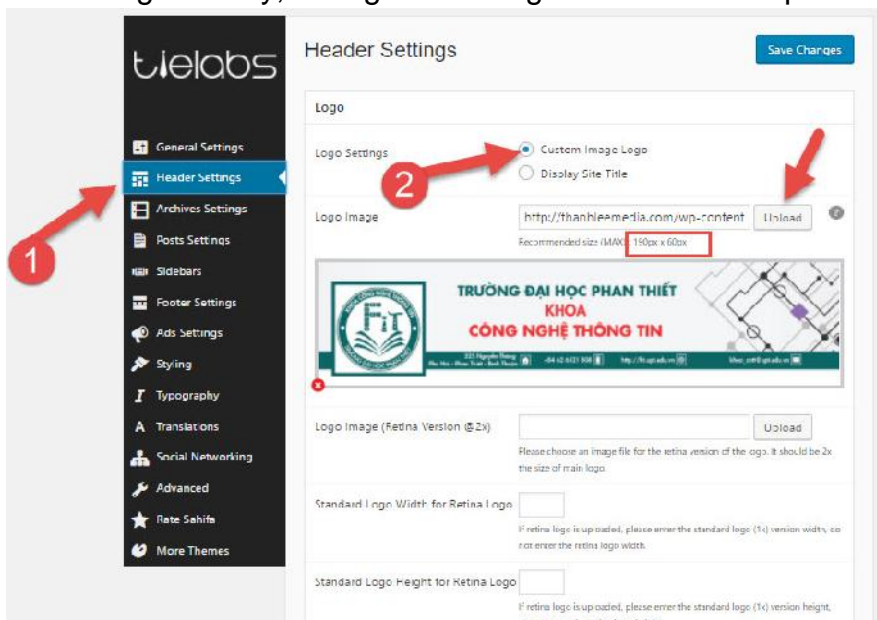 tielabs
Header Settings
Save Changes
Logo
General Settings
Header Settings
Archives Settings
Posts Settings
Sidebars
Footer Settings
Ads Settings
Styling
Typography
Translations
Social Networking
Advanced
Rate Sahifa
More Themes
1
Logo Settings
2
Custom Image Logo
Display Site Title
Logo Image
http://thanhleemedia.com/wp-content
Upload
?
Recommended size (MAX): 190px x 60px
TRƯỜNG ĐẠI HỌC PHAN THIẾT
KHOA
CÔNG NGHỆ THÔNG TIN
FiT
Logo Image (Retina Version @2x)
Upload
Please choose an image file for the retina version of the logo. It should be 2x
the size of main logo.
Standard Logo Width for Retina Logo
If retina logo is uploaded, please enter the standard logo (1x) version width, do
not enter the retina logo width.
Standard Logo Height for Retina Logo
If retina logo is uploaded, please enter the standard logo (1x) version height,